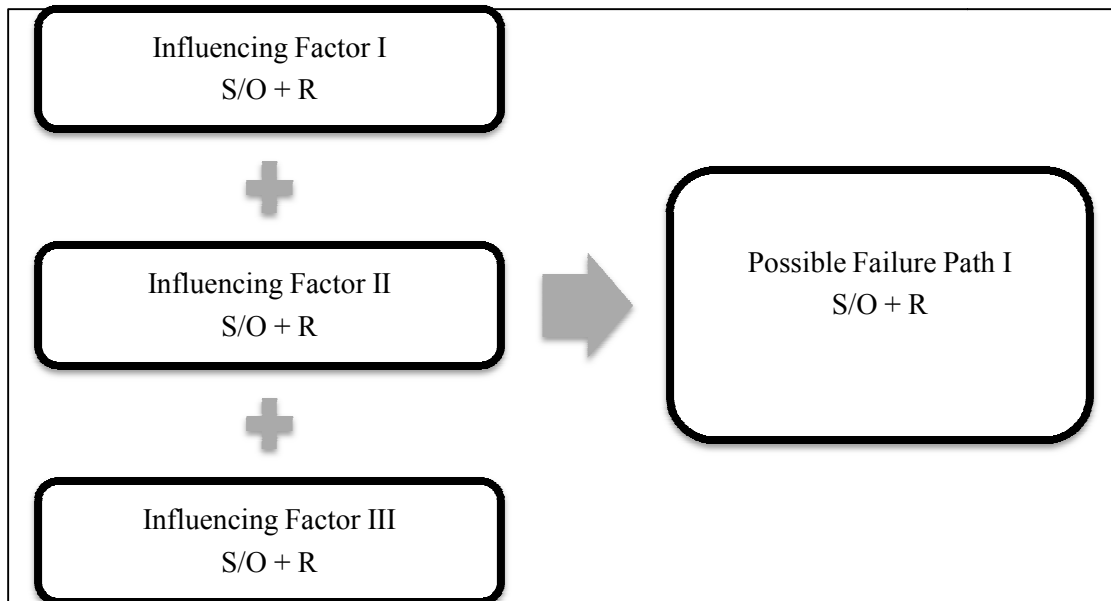 Influencing Factor I
S/O + R
Influencing Factor II
S/O + R
Influencing Factor III
S/O + R
Possible Failure Path I
S/O + R